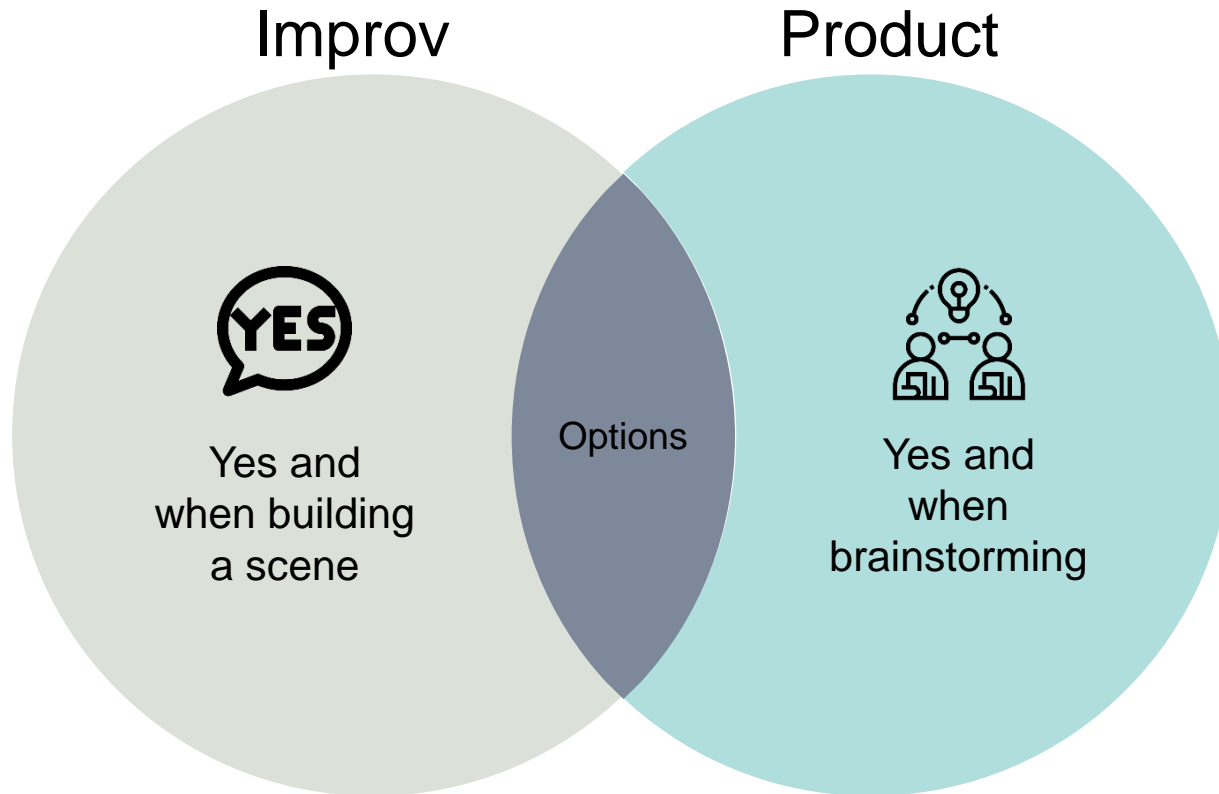 Improv
Product
YES
Yes and
when building
a scene
Options
Yes and
when
brainstorming